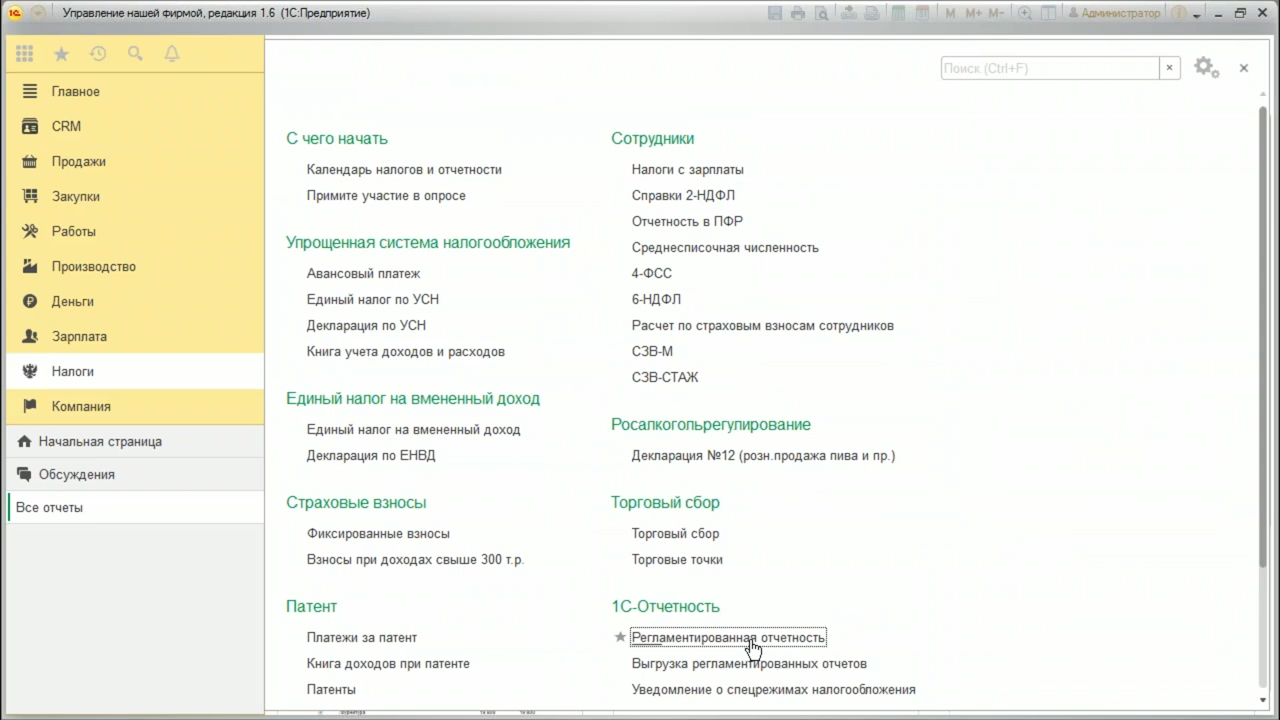 Управление нашей фирмой, редакция 1.6 (1С:Предприятие)
M M+ M- Администратор
Поиск (Ctrl+F)
Главное
CRM
Продажи
Закупки
Работы
Производство
Деньги
Зарплата
Налоги
Компания
Начальная страница
Обсуждения
Все отчеты
С чего начать
Календарь налогов и отчетности
Примите участие в опросе
Упрощенная система налогообложения
Авансовый платеж
Единый налог по УСН
Декларация по УСН
Книга учета доходов и расходов
Единый налог на вмененный доход
Единый налог на вмененный доход
Декларация по ЕНВД
Страховые взносы
Фиксированные взносы
Взносы при доходах свыше 300 т.р.
Патент
Платежи за патент
Книга доходов при патенте
Патенты
Сотрудники
Налоги с зарплаты
Справки 2-НДФЛ
Отчетность в ПФР
Среднесписочная численность
4-ФСС
6-НДФЛ
Расчет по страховым взносам сотрудников
СЗВ-М
СЗВ-СТАЖ
Росалкогольрегулирование
Декларация №12 (розн.продажа пива и пр.)
Торговый сбор
Торговый сбор
Торговые точки
1С-Отчетность
Регламентированная отчетность
Выгрузка регламентированных отчетов
Уведомление о спецрежимах налогообложения